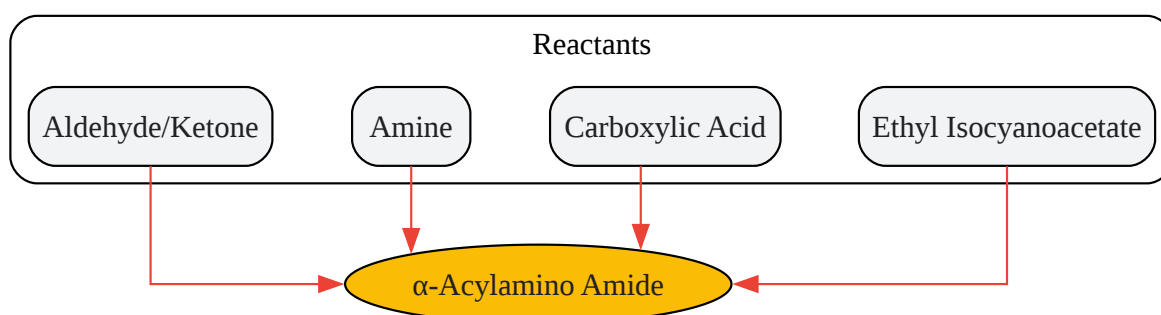 Reactants
Aldehyde/Ketone
Amine
Carboxylic Acid
Ethyl Isocyanoacetate
α-Acylamino Amide